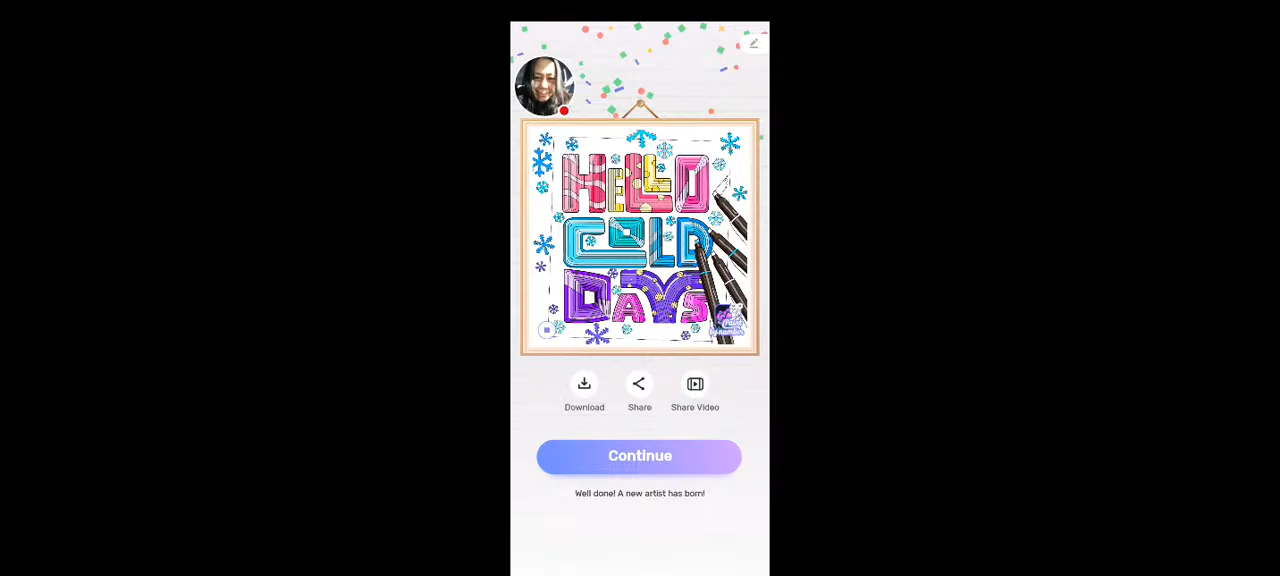 HELLO
COLD
DAYS
Download
Share
Share Video
Continue
Well done! A new artist has born!